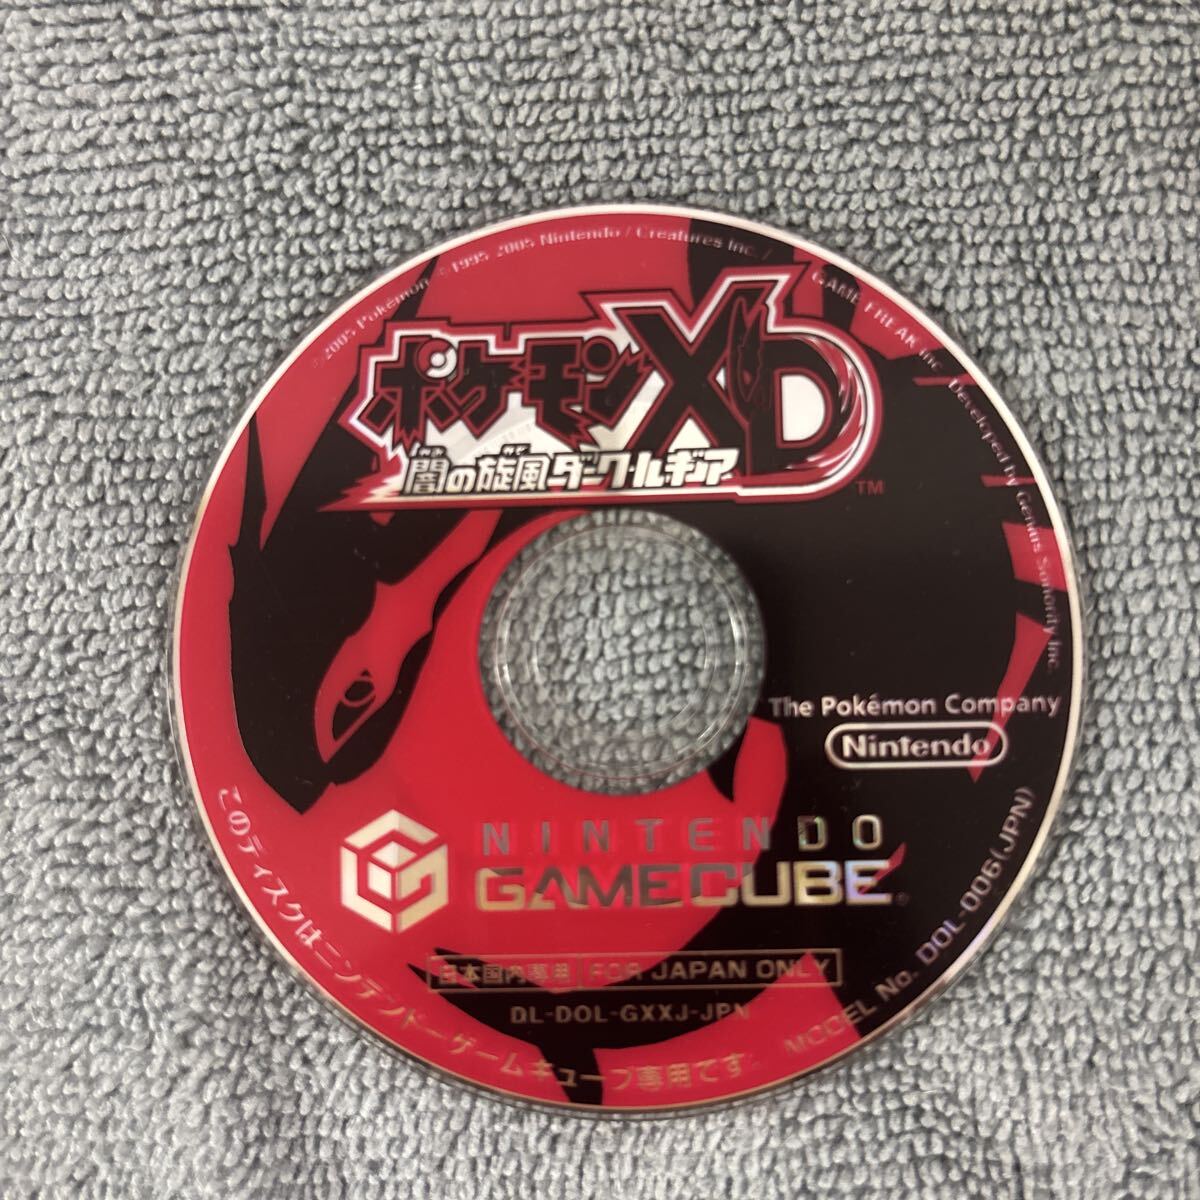 ©2005 Pokémon ©1995-2005 Nintendo / Creatures Inc. / GAME FREAK inc. Developed by Genius Sonority Inc.
ポケモンXD
やみ かぜ
闇の旋風ダーク・ルギア
TM
The Pokémon Company
Nintendo
NINTENDO
GAMECUBE®
日本国内専用 FOR JAPAN ONLY
DL-DOL-GXXJ-JPN
このディスクはニンテンドーゲームキューブ専用です。
MODEL No. DOL-006(JPN)